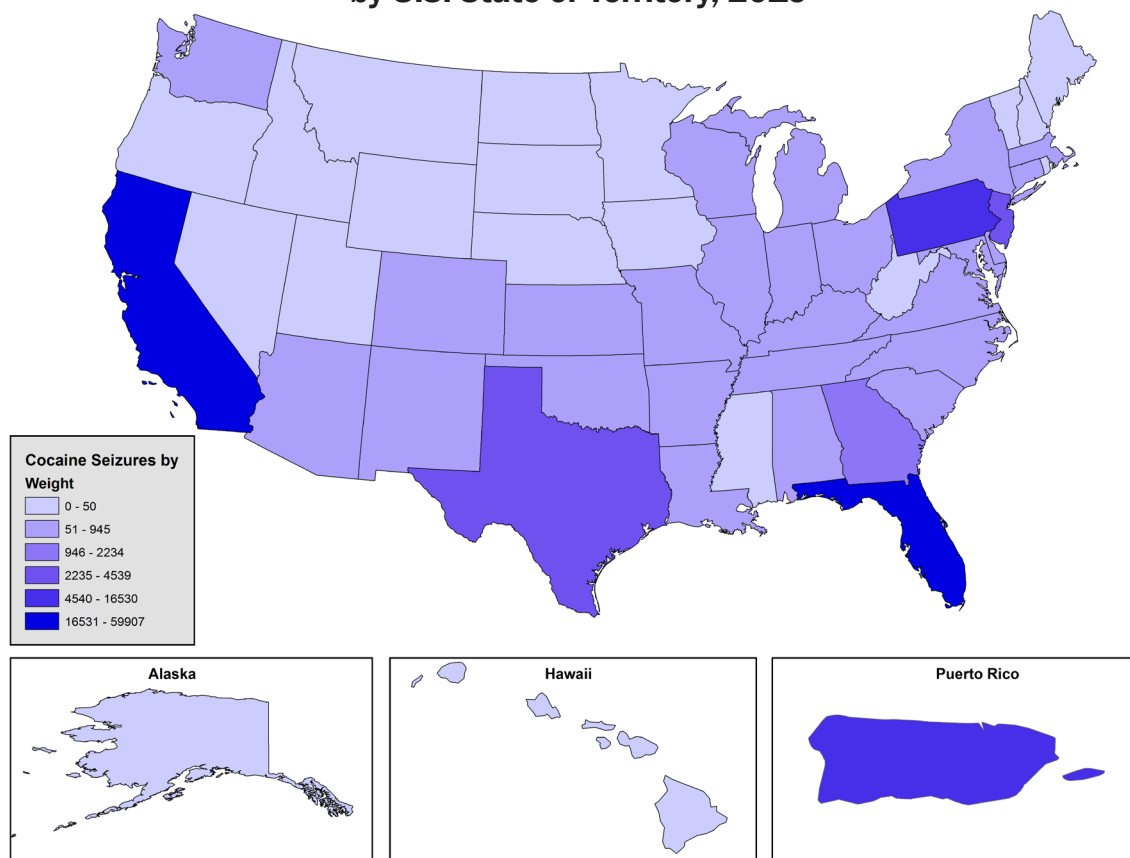 Cocaine Seizures by
Weight
0 - 50
51 - 945
946 - 2234
2235 - 4539
4540 - 16530
16531 - 59907
Alaska
Hawaii
Puerto Rico